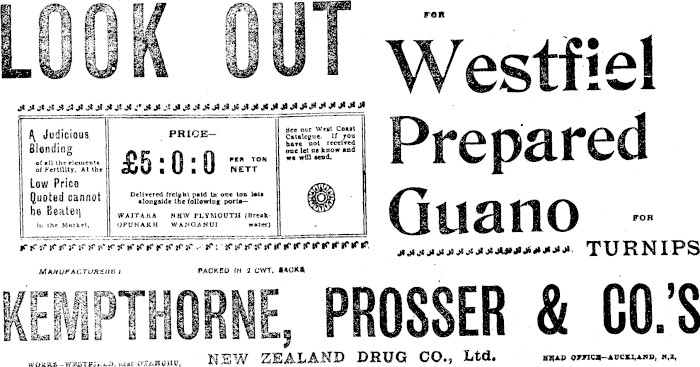 LOOK OUT
FOR
Westfiel
Prepared
Guano
FOR
TURNIPS
A Judicious
Blending
of all the elements
of Fertility. At the
Low Price
Quoted cannot
be Beaten
in the Market.
PRICE—
£5:0:0 PER TON NETT
Delivered freight paid in one ton lots
alongside the following ports—
WAITARA NEW PLYMOUTH (Break-
OPUNAKH WANGANUI water)
See our West Coast
Catalogue. If you
have not received
one let us know and
we will send.
MANUFACTURERS: PACKED IN 2 CWT. SACKS
KEMPTHORNE, PROSSER & CO.'S
WORKS—WESTFIELD, near OTAHUHU, NEW ZEALAND DRUG CO., Ltd. HEAD OFFICE—AUCKLAND, N.Z,